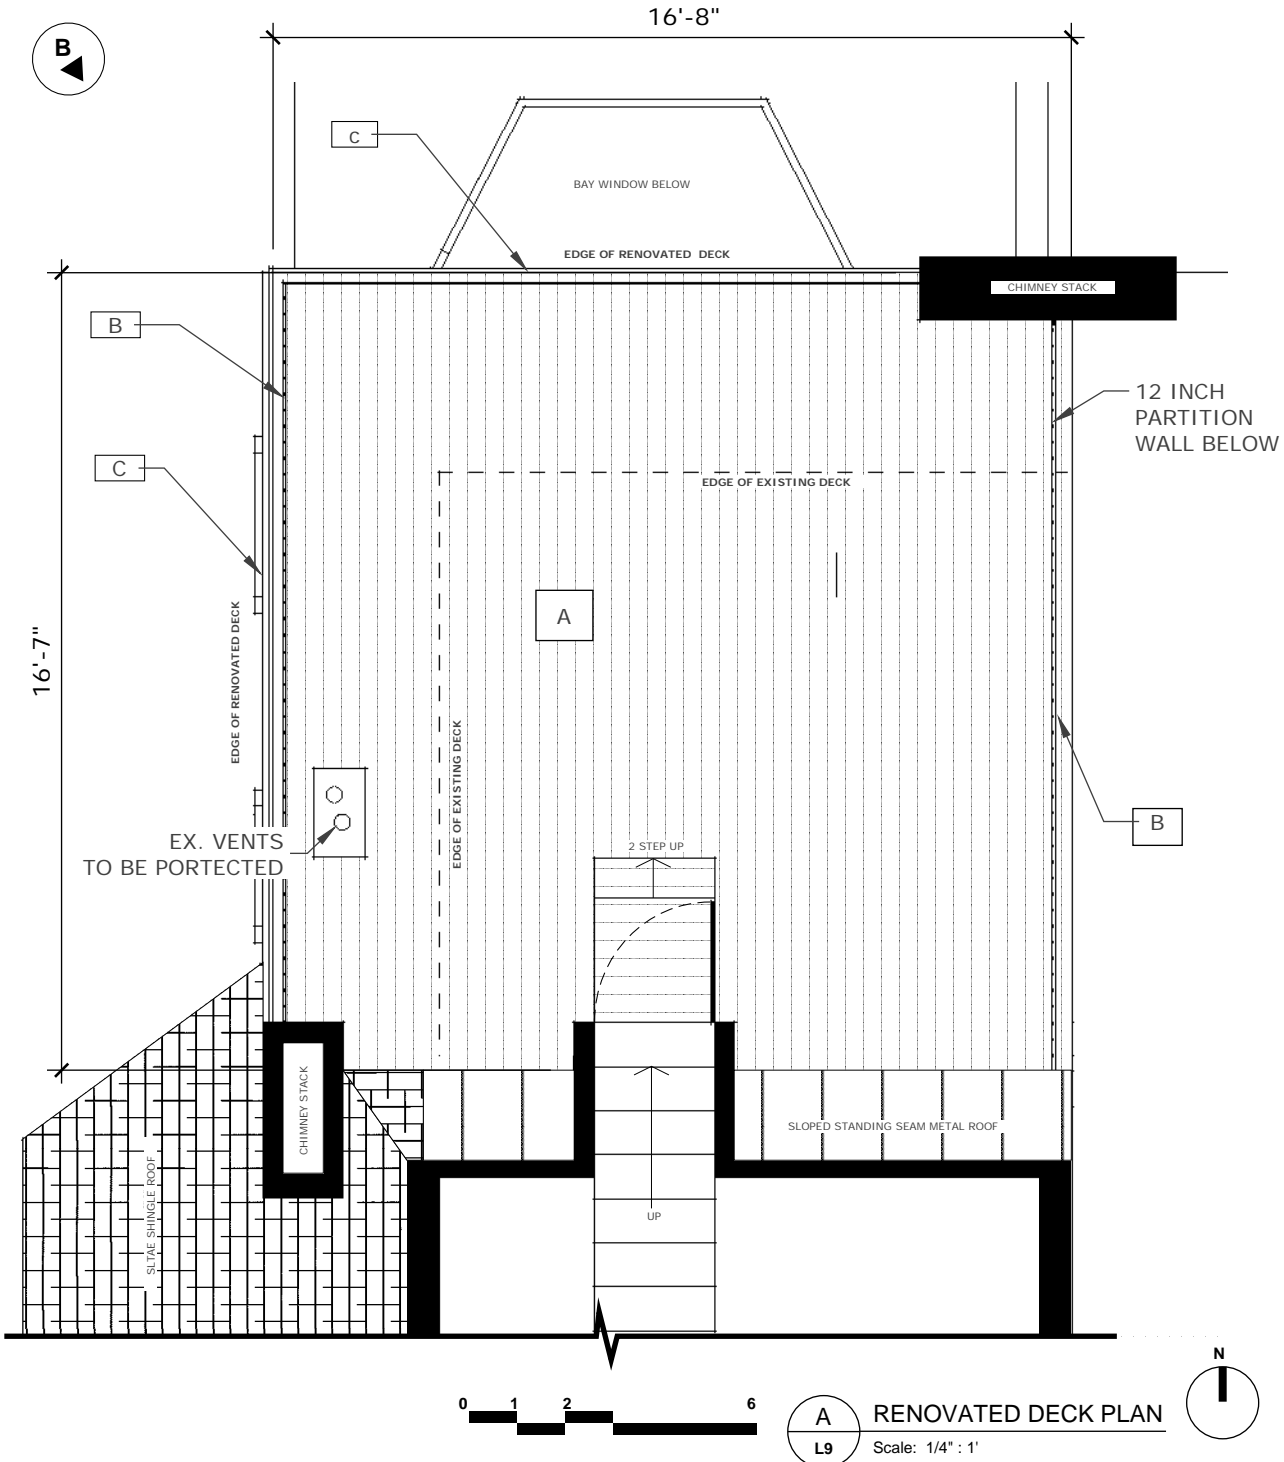 16'-8"
B
C
BAY WINDOW BELOW
EDGE OF RENOVATED DECK
CHIMNEY STACK
B
12 INCH
PARTITION
WALL BELOW
C
EDGE OF EXISTING DECK
A
EDGE OF RENOVATED DECK
16'-7"
EDGE OF EXISTING DECK
B
EX. VENTS
TO BE PORTECTED
2 STEP UP
CHIMNEY STACK
SLOPED STANDING SEAM METAL ROOF
SLTAE SHINGLE ROOF
UP
N
0 1 2 6
A
L9
RENOVATED DECK PLAN
Scale: 1/4" : 1'